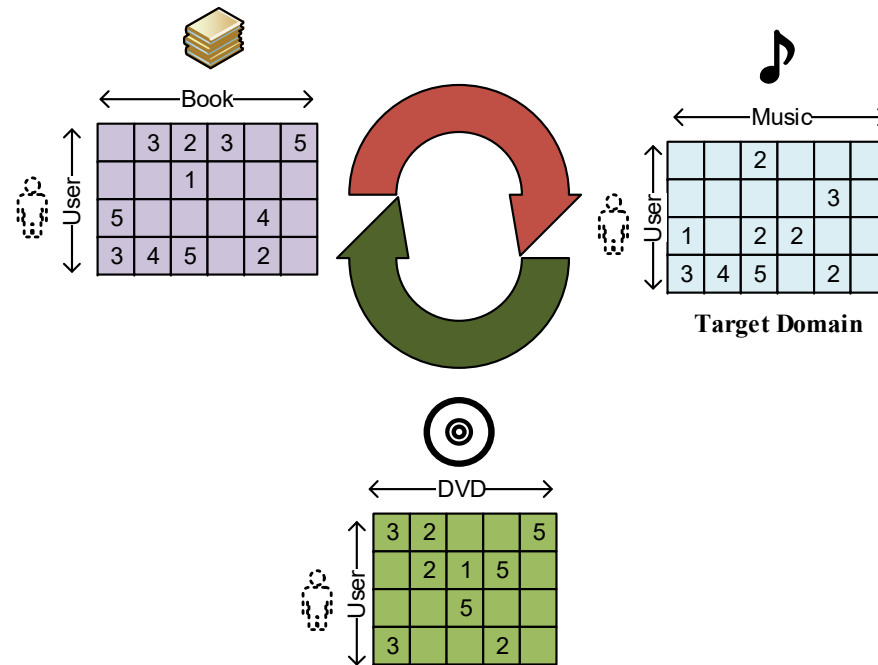 Book
User
3 2 3 5
1
5 4
3 4 5 2
Music
User
2
3
1 2 2
3 4 5 2
Target Domain
DVD
User
3 2 5
2 1 5
5
3 2